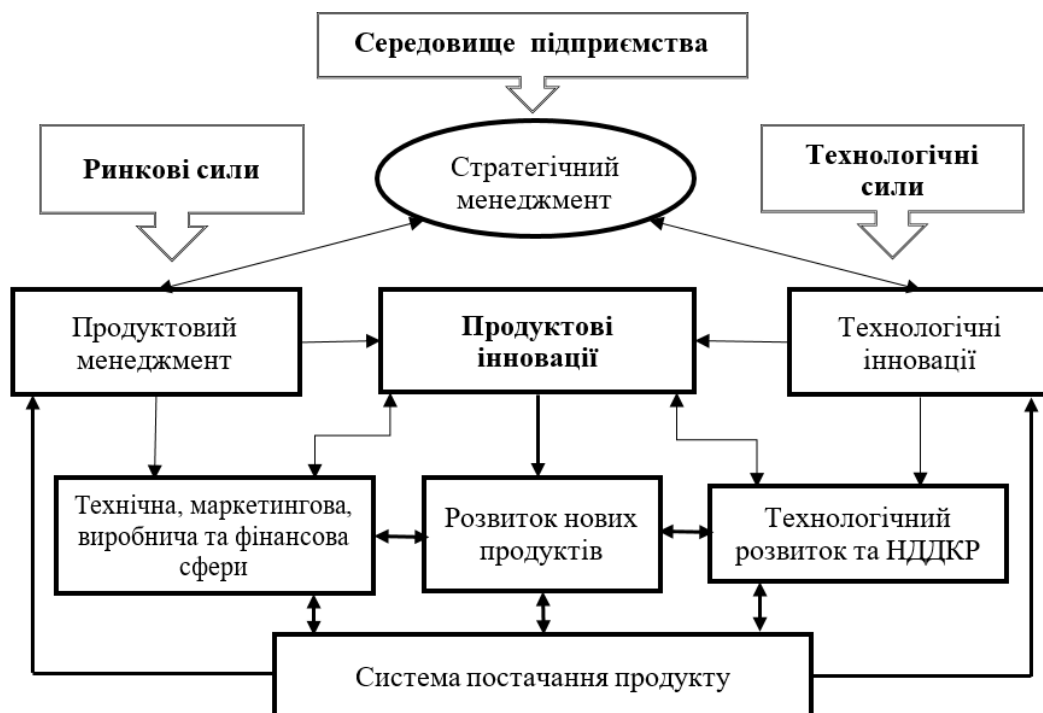 Середовище підприємства
Ринкові сили
Стратегічний
менеджмент
Технологічні
сили
Продуктовий
менеджмент
Продуктові
інновації
Технологічні
інновації
Технічна, маркетингова,
виробнича та фінансова
сфери
Розвиток нових
продуктів
Технологічний
розвиток та НДДКР
Система постачання продукту